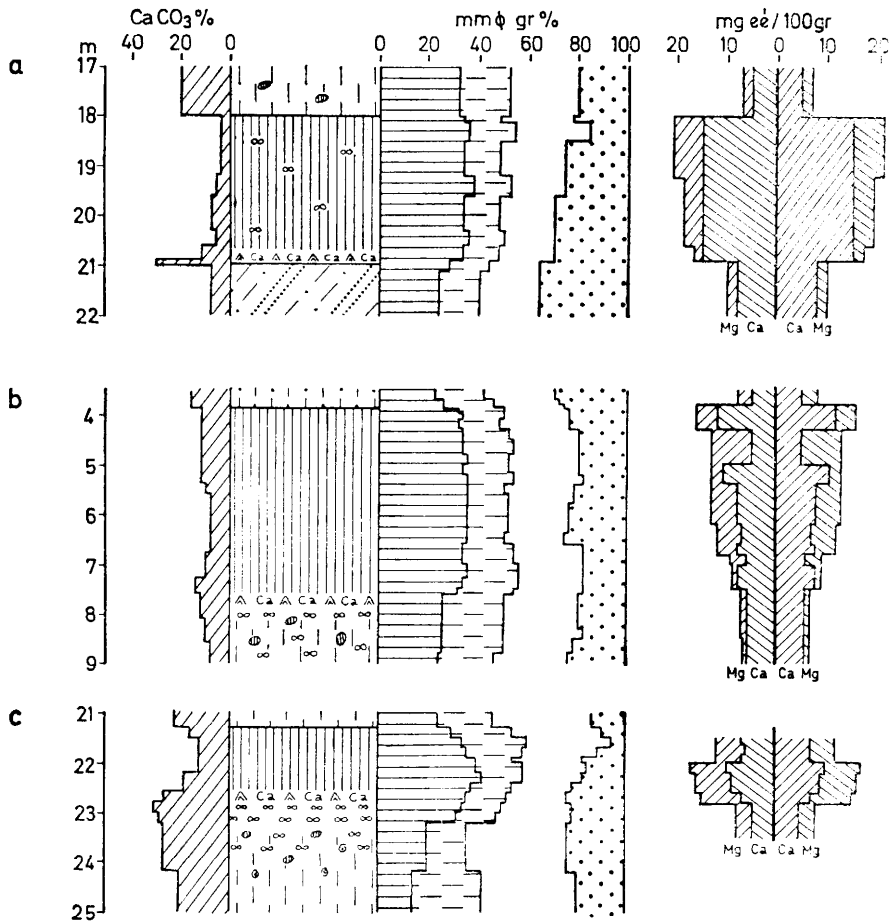 Ca CO3 % mm ϕ gr % mg eé/100gr
m 40 20 0 0 20 40 60 80 100 20 10 0 10 20
a
17
18
19
20
21
22
∧ Ca ∧ Ca ∧ Ca ∧ Ca
Mg Ca Ca Mg
b
4
5
6
7
8
9
∧ Ca ∧ Ca ∧ Ca ∧
Mg Ca Ca Mg
c
21
22
23
24
25
∧ Ca ∧ Ca ∧ Ca
Mg Ca Ca Mg